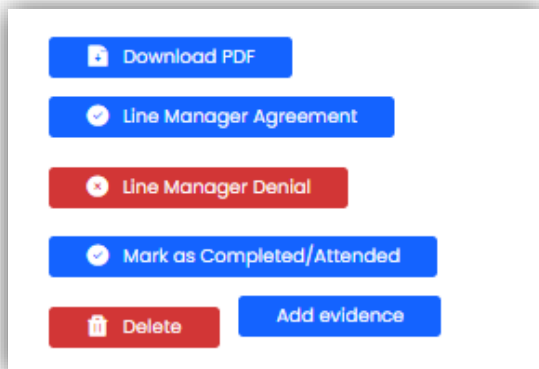 Download PDF
Line Manager Agreement
Line Manager Denial
Mark as Completed/Attended
Delete
Add evidence